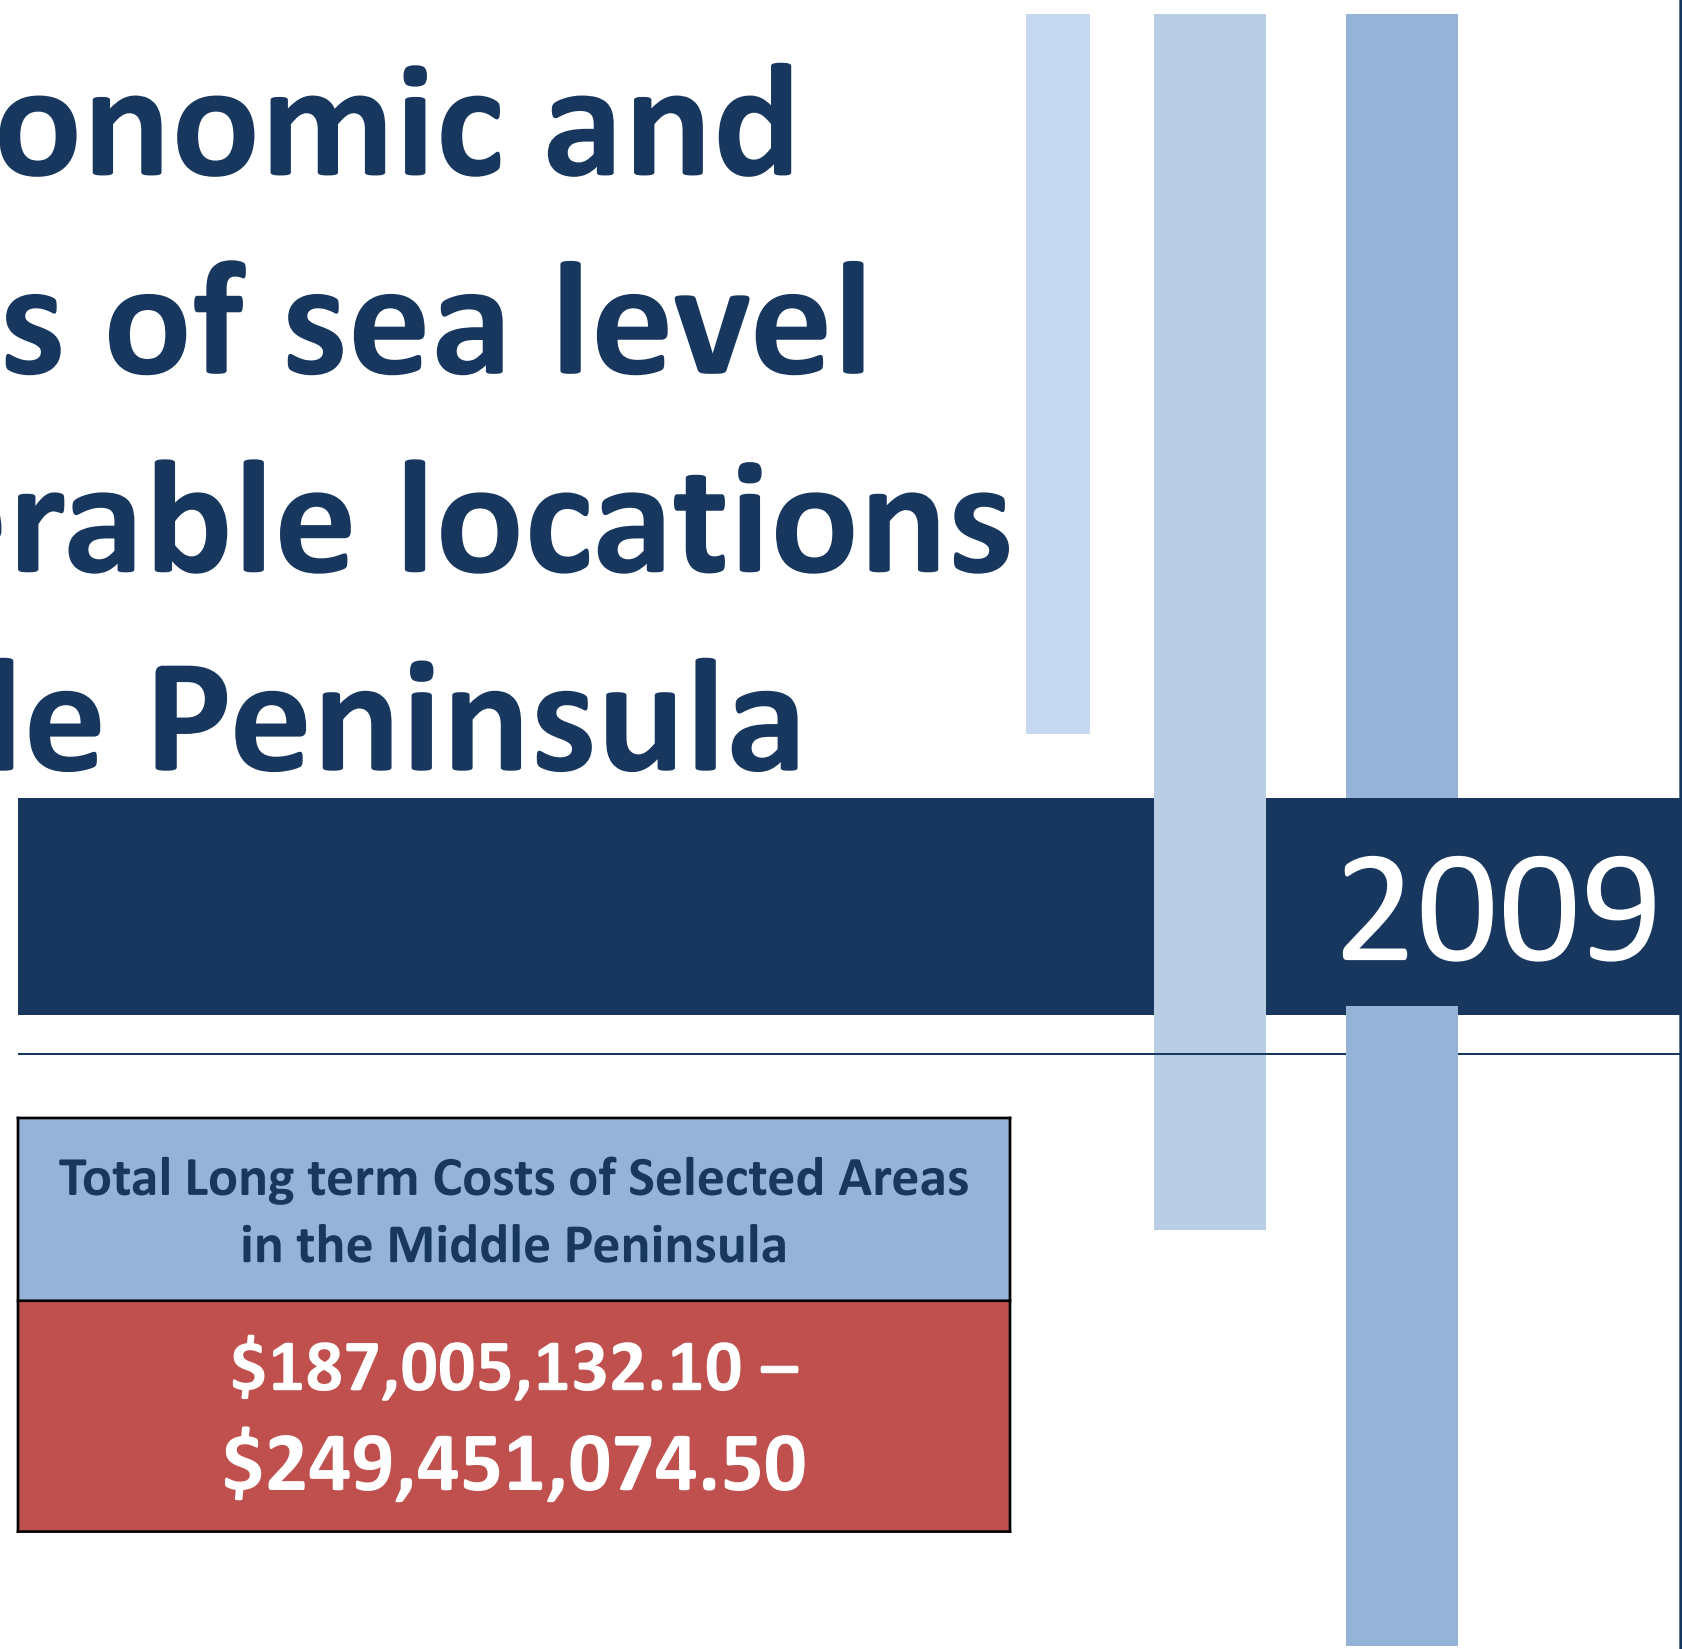 onomic and
s of sea level
rable locations
le Peninsula
2009
Total Long term Costs of Selected Areas
in the Middle Peninsula
$187,005,132.10 –
$249,451,074.50